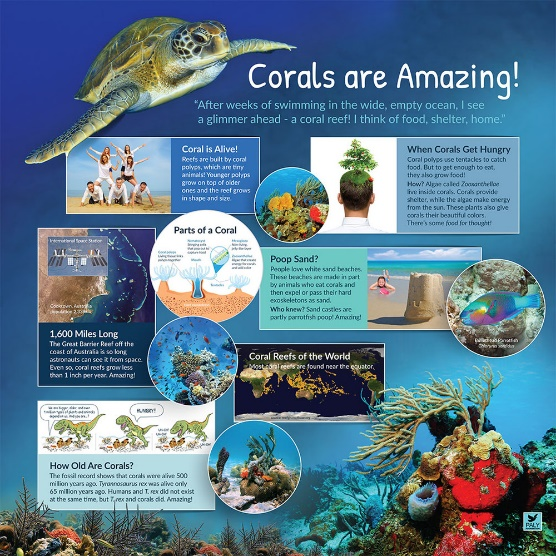 Corals are Amazing!
“After weeks of swimming in the wide, empty ocean, I see
a glimmer ahead - a coral reef! I think of food, shelter, home.”
Coral is Alive!
Reefs are built by coral
polyps, which are tiny
animals! Younger polyps
grow on top of older
ones and the reef grows
in shape and size.
When Corals Get Hungry
Coral polyps use tentacles to catch
food. But to get enough to eat,
they also grow food!
How? Algae called Zooxanthellae
live inside corals. Corals provide
shelter, while the algae make energy
from the sun. These plants also give
corals their beautiful colors.
There's some food for thought!
International Space Station
Cooktown, Australia
Parts of a Coral
Poop Sand?
People love white sand beaches.
These beaches are made in part
by animals who eat corals and
then expel or pass their hard
exoskeletons as sand.
Who knew? Sand castles are
partly parrotfish poop! Amazing!
1,600 Miles Long
The Great Barrier Reef off the
coast of Australia is so long
astronauts can see it from space.
Even so, coral reefs grow less
than 1 inch per year. Amazing!
Coral Reefs of the World
Most coral reefs are found near the equator.
HUNGRY?
How Old Are Corals?
The fossil record shows that corals were alive 500
million years ago. Tyrannosaurus rex was alive only
65 million years ago. Humans and T. rex did not exist
at the same time, but T. rex and corals did. Amazing!
PALY